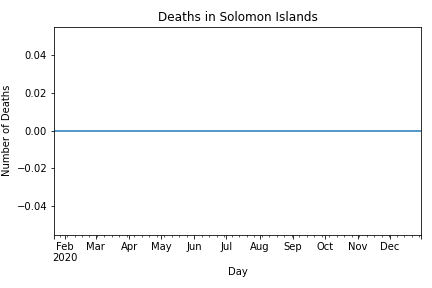 Deaths in Solomon Islands
Number of Deaths
0.04
0.02
0.00
−0.02
−0.04
Feb Mar Apr May Jun Jul Aug Sep Oct Nov Dec
2020
Day